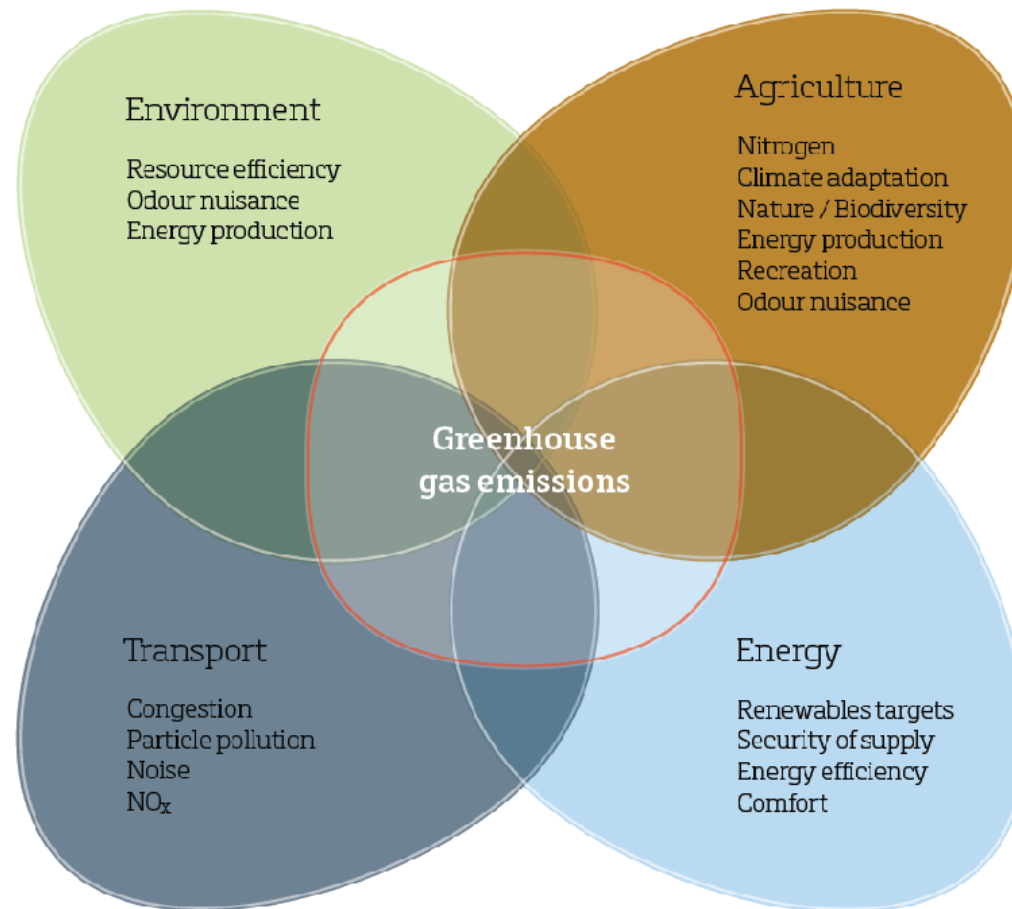 Environment
Resource efficiency
Odour nuisance
Energy production
Agriculture
Nitrogen
Climate adaptation
Nature / Biodiversity
Energy production
Recreation
Odour nuisance
Greenhouse
gas emissions
Transport
Congestion
Particle pollution
Noise
NOₓ
Energy
Renewables targets
Security of supply
Energy efficiency
Comfort